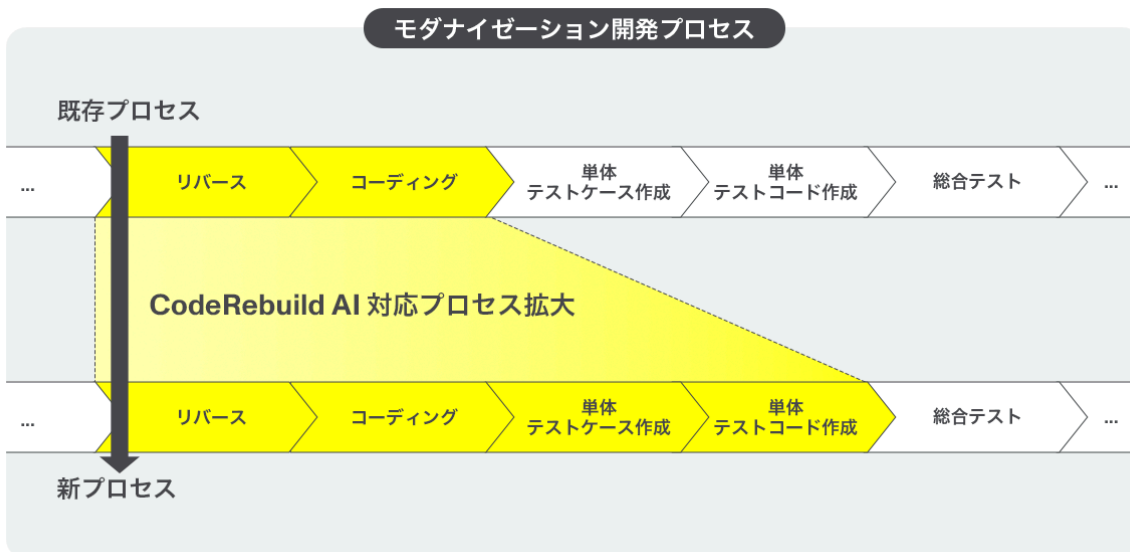 モダナイゼーション開発プロセス
既存プロセス
...
リバース
コーディング
単体
テストケース作成
単体
テストコード作成
総合テスト
...
CodeRebuild AI 対応プロセス拡大
...
リバース
コーディング
単体
テストケース作成
単体
テストコード作成
総合テスト
...
新プロセス